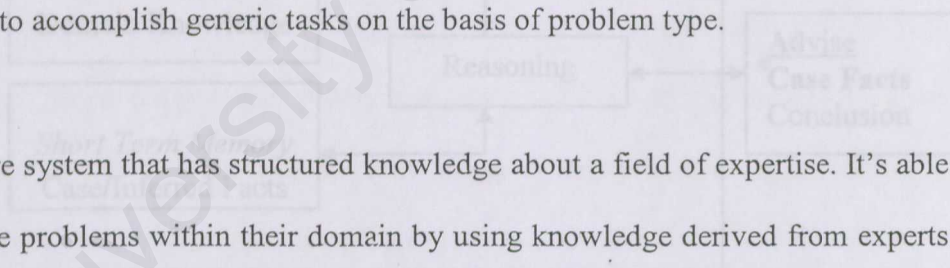 to accomplish generic tasks on the basis of problem type.
Reasoning
Advise
Case Facts
Conclusion
Short Term Memory
e system that has structured knowledge about a field of expertise. It's able
Case/Inferred Facts
e problems within their domain by using knowledge derived from experts
versity